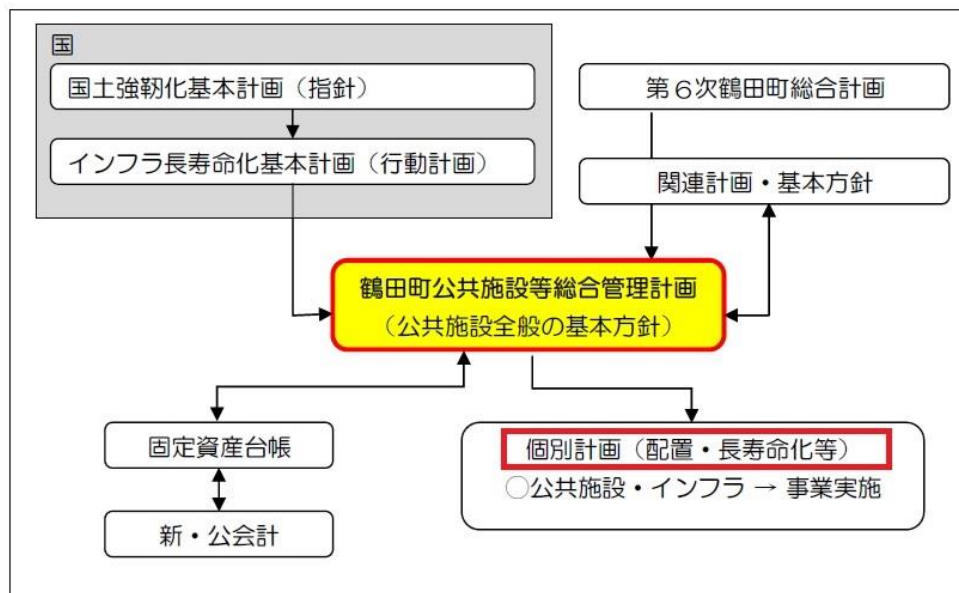 国
国土強靭化基本計画（指針）
インフラ長寿命化基本計画（行動計画）
第６次鶴田町総合計画
関連計画・基本方針
鶴田町公共施設等総合管理計画
（公共施設全般の基本方針）
固定資産台帳
新・公会計
個別計画（配置・長寿命化等）
○公共施設・インフラ → 事業実施